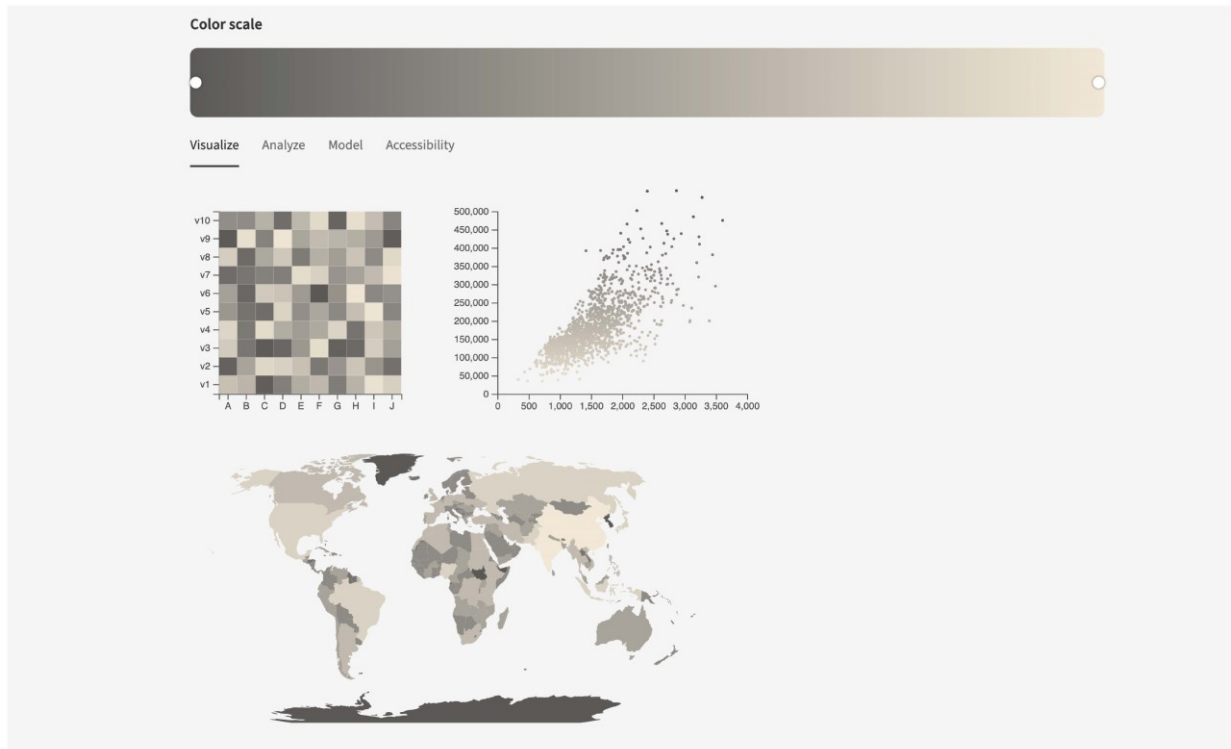 Color scale
Visualize Analyze Model Accessibility
v10
v9
v8
v7
v6
v5
v4
v3
v2
v1
A B C D E F G H I J
500,000
450,000
400,000
350,000
300,000
250,000
200,000
150,000
100,000
50,000
0
0 500 1,000 1,500 2,000 2,500 3,000 3,500 4,000